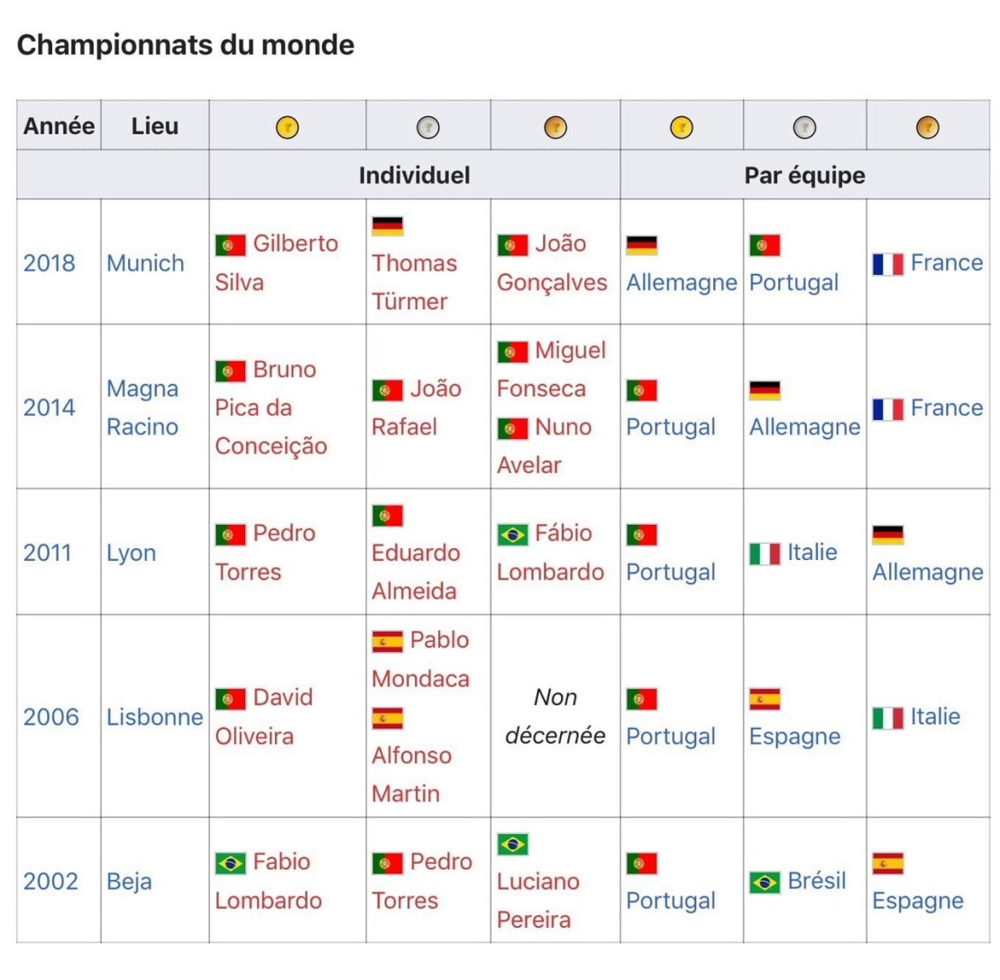 Championnats du monde
Année Lieu
Individuel Par équipe
2018 Munich Gilberto Silva Thomas Türmer João Gonçalves Allemagne Portugal France
2014 Magna Racino Bruno Pica da Conceição João Rafael Miguel Fonseca Nuno Avelar Portugal Allemagne France
2011 Lyon Pedro Torres Eduardo Almeida Fábio Lombardo Portugal Italie Allemagne
2006 Lisbonne David Oliveira Pablo Mondaca Alfonso Martin Non décernée Portugal Espagne Italie
2002 Beja Fabio Lombardo Pedro Torres Luciano Pereira Portugal Brésil Espagne